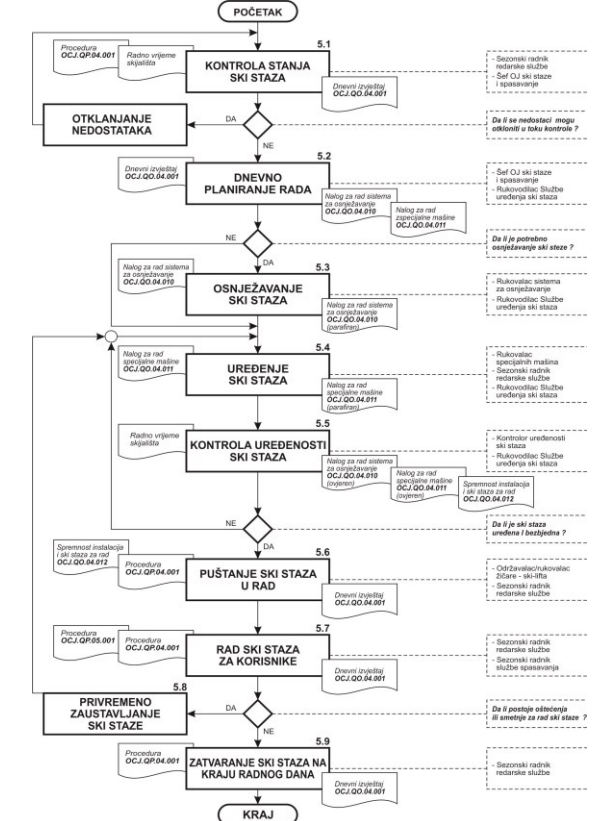 POČETAK
5.1
Procedura
OCJ.QP.04.001
Radno vrijeme
skijališta
KONTROLA STANJA
SKI STAZA
Dnevni izvještaj
OCJ.QO.04.001
- Sezonski radnik
redarske službe
- Šef OJ ski staze
i spasavanje
OTKLANJANJE
NEDOSTATAKA
DA
NE
Da li se nedostaci mogu
otkloniti u toku kontrole ?
5.2
Dnevni izvještaj
OCJ.QO.04.001
DNEVNO
PLANIRANJE RADA
Nalog za rad sistema
za osnježavanje
OCJ.QO.04.010
Nalog za rad
zspecijalne mašine
OCJ.QO.04.011
- Šef OJ ski staze
i spasavanje
- Rukovodilac Službe
uređenja ski staza
NE
DA
Da li je potrebno
osnježavanje ski steze ?
5.3
Nalog za rad sistema
za osnježavanje
OCJ.QO.04.010
OSNJEŽAVANJE
SKI STAZA
Nalog za rad sistema
za osnježavanje
OCJ.QO.04.010
(parafiran)
- Rukovalac sistema
za osnježavanje
- Rukovodilac Službe
uređenja ski staza
5.4
Nalog za rad
specijalne mašine
OCJ.QO.04.011
UREĐENJE
SKI STAZA
Nalog za rad
specijalne mašine
OCJ.QO.04.011
(parafiran)
- Rukovalac
specijalnih mašina
- Sezonski radnik
redarske službe
- Rukovodilac Službe
uređenja ski staza
5.5
Radno vrijeme
skijališta
KONTROLA UREĐENOSTI
SKI STAZA
Nalog za rad sistema
za osnježavanje
OCJ.QO.04.010
(ovjeren)
Nalog za rad
specijalne mašine
OCJ.QO.04.011
(ovjeren)
Spremnost instalacija
i ski staza za rad
OCJ.QO.04.012
- Kontrolor uređenosti
ski staza
- Rukovodilac Službe
uređenja ski staza
NE
DA
Da li je ski staza
uređena I bezbjedna ?
5.6
Spremnost instalacija
i ski staza za rad
OCJ.QO.04.012
Procedura
OCJ.QP.04.001
PUŠTANJE SKI STAZA
U RAD
Dnevni izvještaj
OCJ.QO.04.001
- Održavalac/rukovalac
žičare - ski-lifta
- Sezonski radnik
redarske službe
5.7
Procedura
OCJ.QP.05.001
Procedura
OCJ.QP.04.001
RAD SKI STAZA
ZA KORISNIKE
Dnevni izvještaj
OCJ.QO.04.001
- Sezonski radnik
redarske službe
- Sezonski radnik
službe spasavanja
5.8
PRIVREMENO
ZAUSTAVLJANJE
SKI STAZE
DA
NE
Da li postoje oštećenja
ili smetnje za rad ski staze ?
5.9
Procedura
OCJ.QP.04.001
ZATVARANJE SKI STAZA NA
KRAJU RADNOG DANA
Dnevni izvještaj
OCJ.QO.04.001
- Sezonski radnik
redarske službe
KRAJ